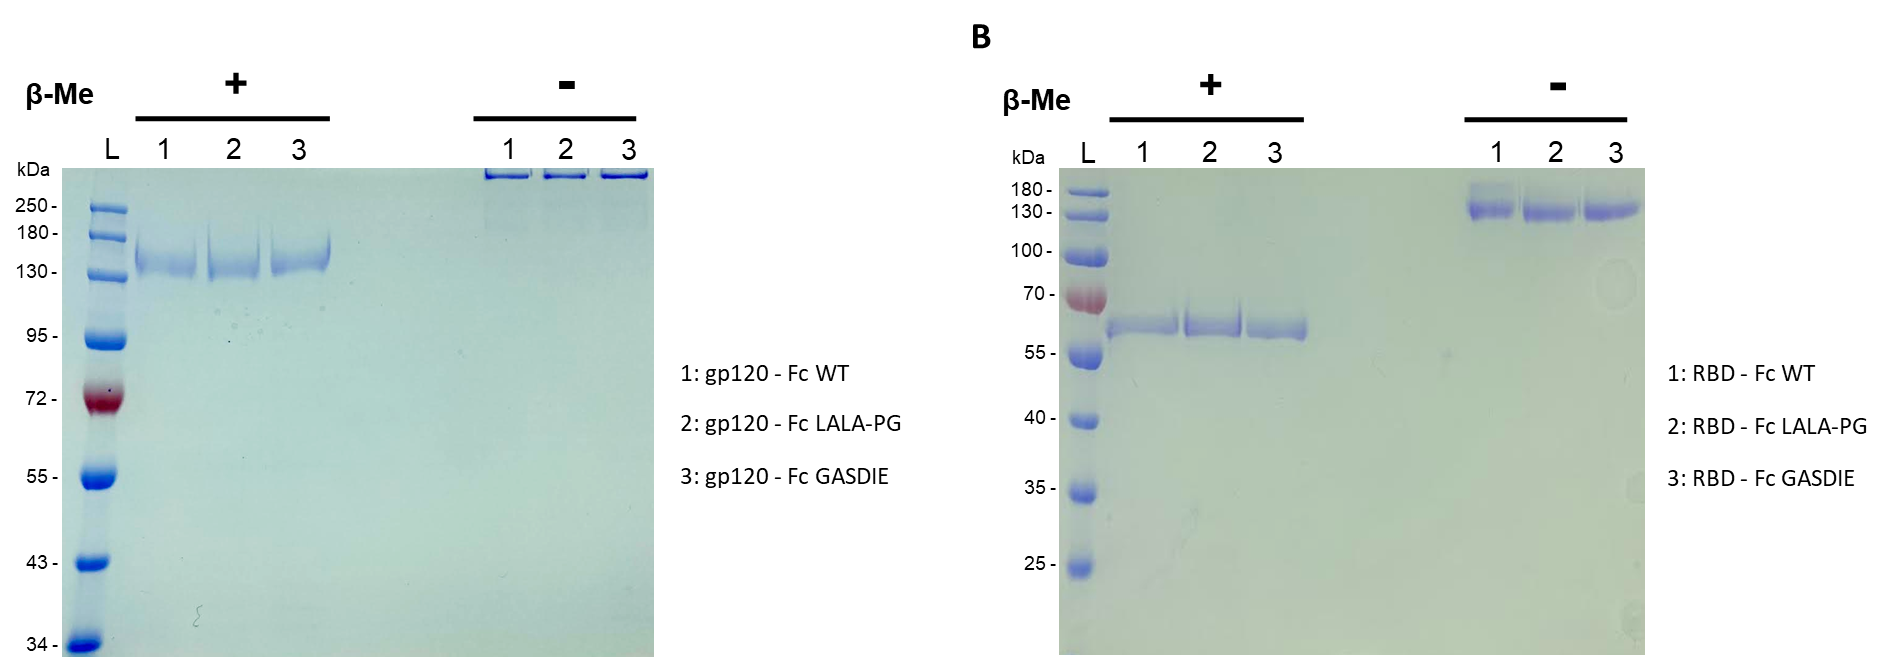 β-Me
+
-
L 1 2 3 1 2 3
kDa
250 -
180 -
130 -
95 -
72 -
55 -
43 -
34 -
1: gp120 - Fc WT
2: gp120 - Fc LALA-PG
3: gp120 - Fc GASDIE
B
β-Me
+
-
L 1 2 3 1 2 3
kDa
180 -
130 -
100 -
70 -
55 -
40 -
35 -
25 -
1: RBD - Fc WT
2: RBD - Fc LALA-PG
3: RBD - Fc GASDIE